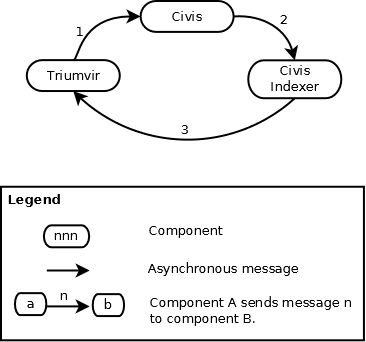 Civis
1
2
Triumvir
Civis
Indexer
3
Legend
nnn
Component
Asynchronous message
a
n
b
Component A sends message n
to component B.